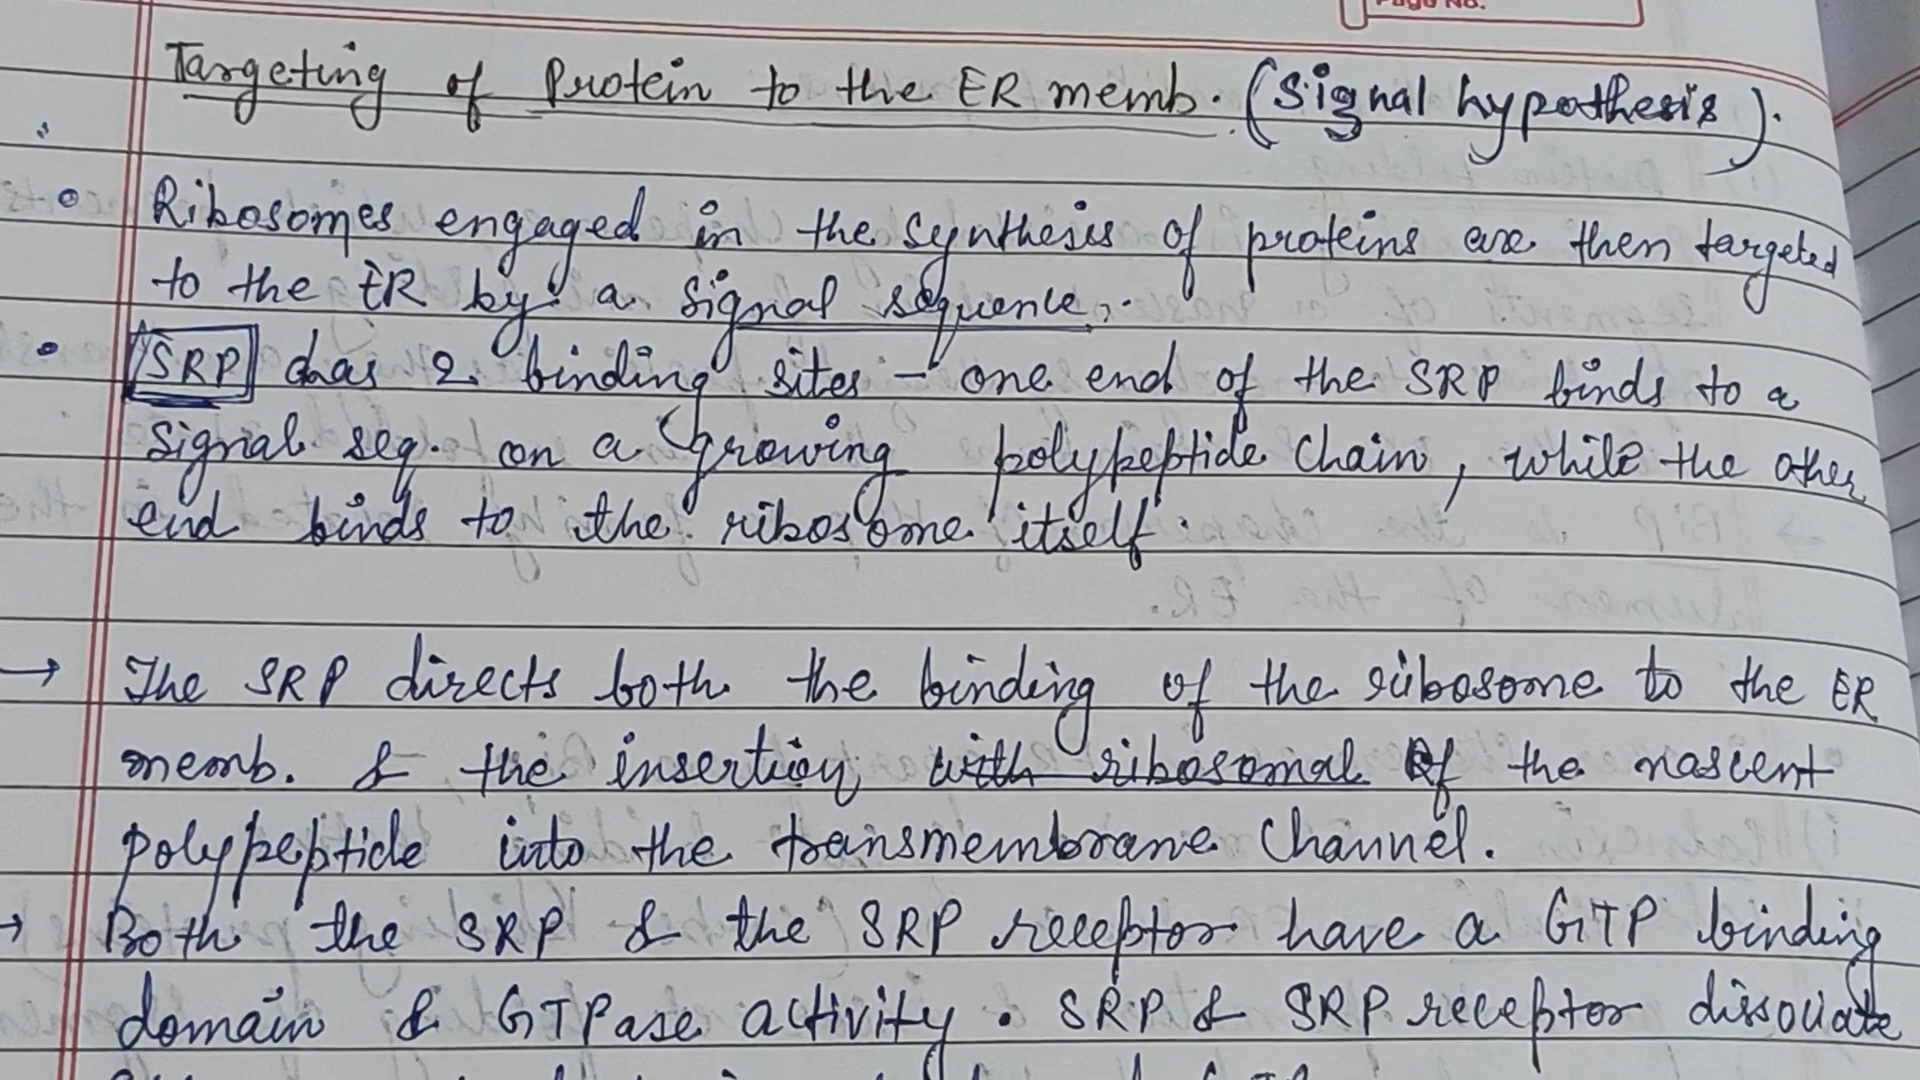 Page No.
Targeting of Protein to the ER memb. (Signal hypothesis).
Ribosomes engaged in the synthesis of proteins are then targeted
to the ER by a signal sequence.
SRP has 2 binding sites - one end of the SRP binds to a
signal seq. on a growing polypeptide chain, while the other
end binds to the ribosome itself.
→ The SRP directs both the binding of the ribosome to the ER
memb. & the insertion with ribosomal of the nascent
polypeptide into the transmembrane channel.
→ Both the SRP & the SRP receptor have a GTP binding
domain & GTPase activity. SRP & SRP receptor dissociate